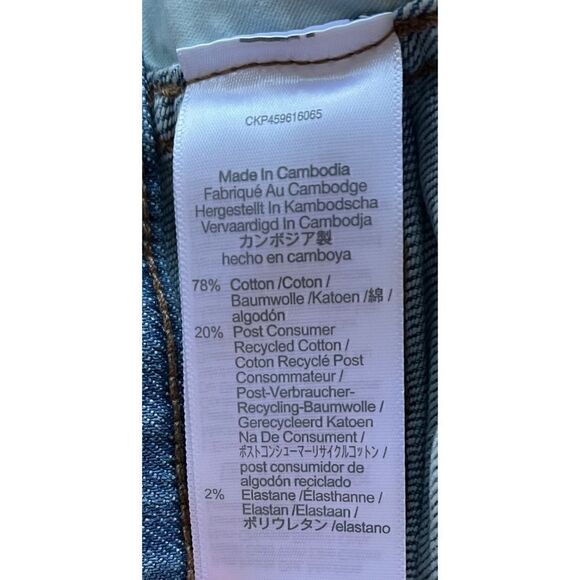 CKP459616065
Made In Cambodia
Fabriqué Au Cambodge
Hergestellt In Kambodscha
Vervaardigd In Cambodja
カンボジア製
hecho en camboya
78% Cotton /Coton /
Baumwolle /Katoen /綿 /
algodón
20% Post Consumer
Recycled Cotton /
Coton Recyclé Post
Consommateur /
Post-Verbraucher-
Recycling-Baumwolle /
Gerecycleerd Katoen
Na De Consument /
ポストコンシューマーリサイクルコットン /
post consumidor de
algodón reciclado
2% Elastane /Élasthanne /
Elastan /Elastaan /
ポリウレタン /elastano